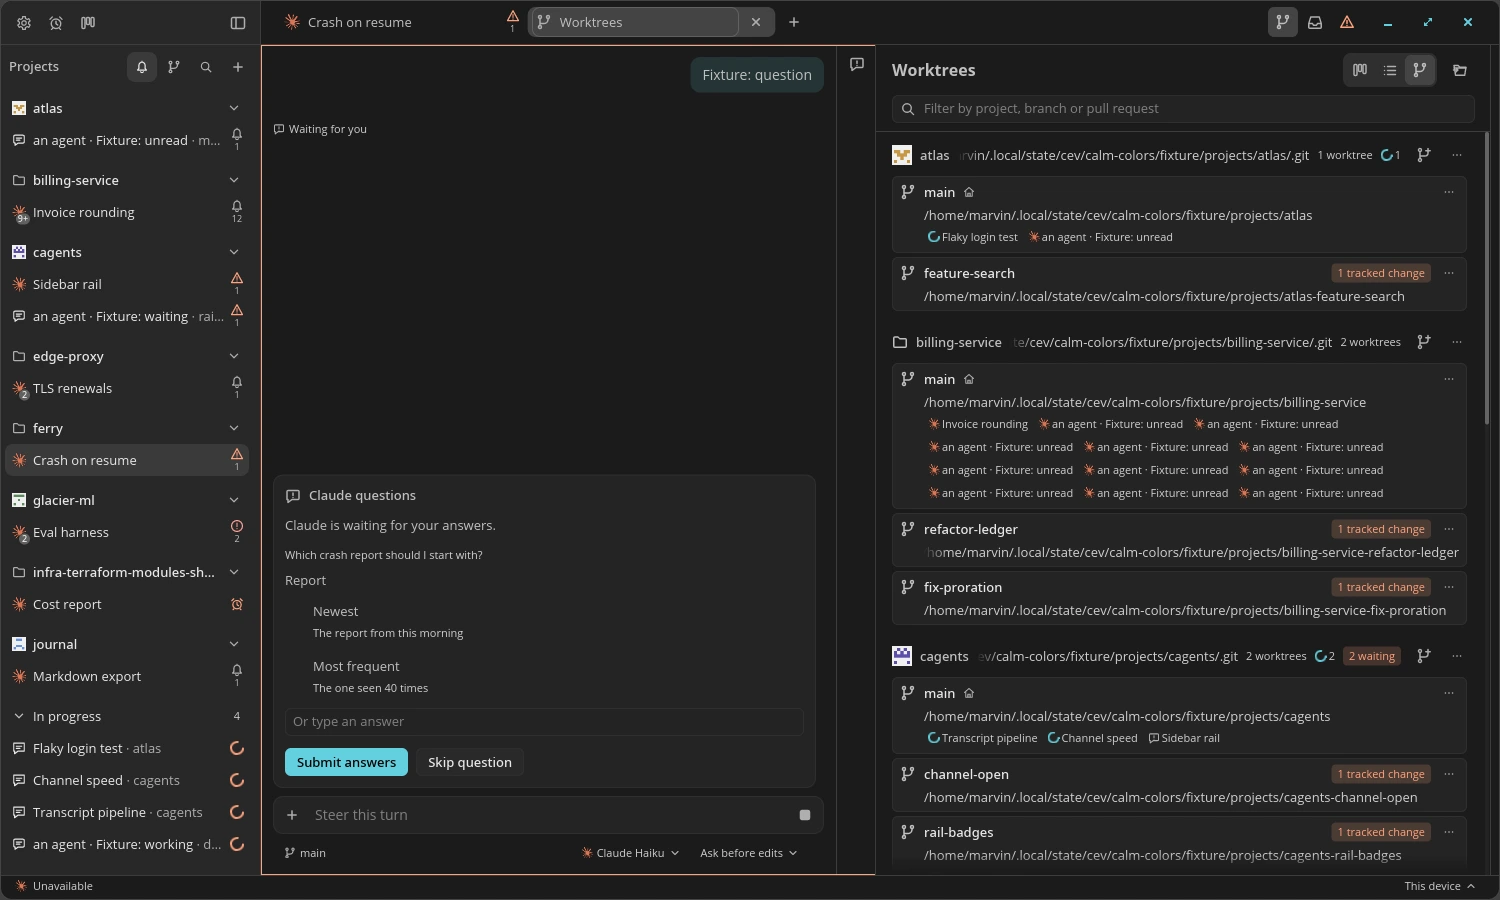 Crash on resume
1
Worktrees
Projects
atlas
an agent · Fixture: unread · m...
1
billing-service
9+
Invoice rounding
12
cagents
Sidebar rail
1
an agent · Fixture: waiting · rai...
1
edge-proxy
2
TLS renewals
1
ferry
Crash on resume
1
glacier-ml
2
Eval harness
2
infra-terraform-modules-sh...
Cost report
journal
Markdown export
1
In progress
4
Flaky login test · atlas
Channel speed · cagents
Transcript pipeline · cagents
an agent · Fixture: working · d...
Unavailable
Fixture: question
Waiting for you
Claude questions
Claude is waiting for your answers.
Which crash report should I start with?
Report
Newest
The report from this morning
Most frequent
The one seen 40 times
Or type an answer
Submit answers
Skip question
Steer this turn
main
Claude Haiku
Ask before edits
Worktrees
Filter by project, branch or pull request
atlas rvin/.local/state/cev/calm-colors/fixture/projects/atlas/.git 1 worktree 1
main
/home/marvin/.local/state/cev/calm-colors/fixture/projects/atlas
Flaky login test an agent · Fixture: unread
feature-search 1 tracked change
/home/marvin/.local/state/cev/calm-colors/fixture/projects/atlas-feature-search
billing-service te/cev/calm-colors/fixture/projects/billing-service/.git 2 worktrees
main
/home/marvin/.local/state/cev/calm-colors/fixture/projects/billing-service
Invoice rounding an agent · Fixture: unread an agent · Fixture: unread
an agent · Fixture: unread an agent · Fixture: unread an agent · Fixture: unread
an agent · Fixture: unread an agent · Fixture: unread an agent · Fixture: unread
an agent · Fixture: unread an agent · Fixture: unread an agent · Fixture: unread
refactor-ledger 1 tracked change
home/marvin/.local/state/cev/calm-colors/fixture/projects/billing-service-refactor-ledger
fix-proration 1 tracked change
/home/marvin/.local/state/cev/calm-colors/fixture/projects/billing-service-fix-proration
cagents ev/calm-colors/fixture/projects/cagents/.git 2 worktrees 2 2 waiting
main
/home/marvin/.local/state/cev/calm-colors/fixture/projects/cagents
Transcript pipeline Channel speed Sidebar rail
channel-open 1 tracked change
/home/marvin/.local/state/cev/calm-colors/fixture/projects/cagents-channel-open
rail-badges 1 tracked change
/home/marvin/.local/state/cev/calm-colors/fixture/projects/cagents-rail-badges
This device